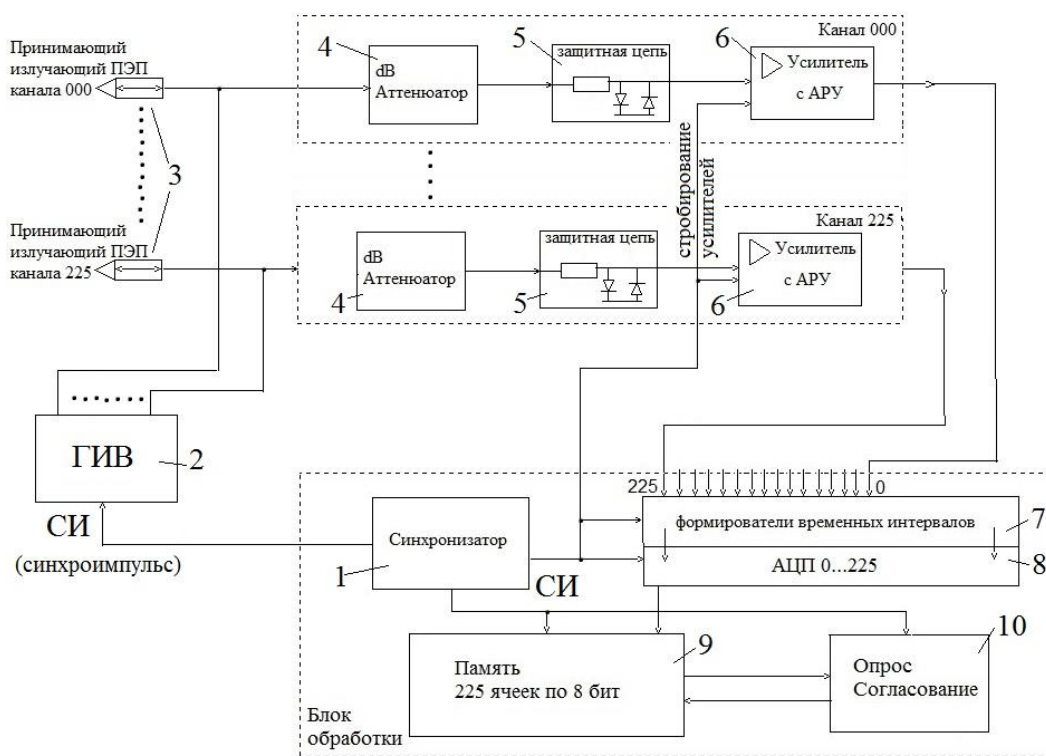 Принимающий
излучающий ПЭП
канала 000
3
Принимающий
излучающий ПЭП
канала 225
Канал 000
4
dB
Аттенюатор
5
защитная цепь
6
Усилитель
с АРУ
стробирование
усилителей
Канал 225
dB
Аттенюатор
4
защитная цепь
5
Усилитель
с АРУ
6
ГИВ
2
СИ
(синхроимпульс)
Синхронизатор
1
СИ
225
0
формирователи временных интервалов
7
АЦП 0...225
8
Память
225 ячеек по 8 бит
9
Опрос
Согласование
10
Блок
обработки